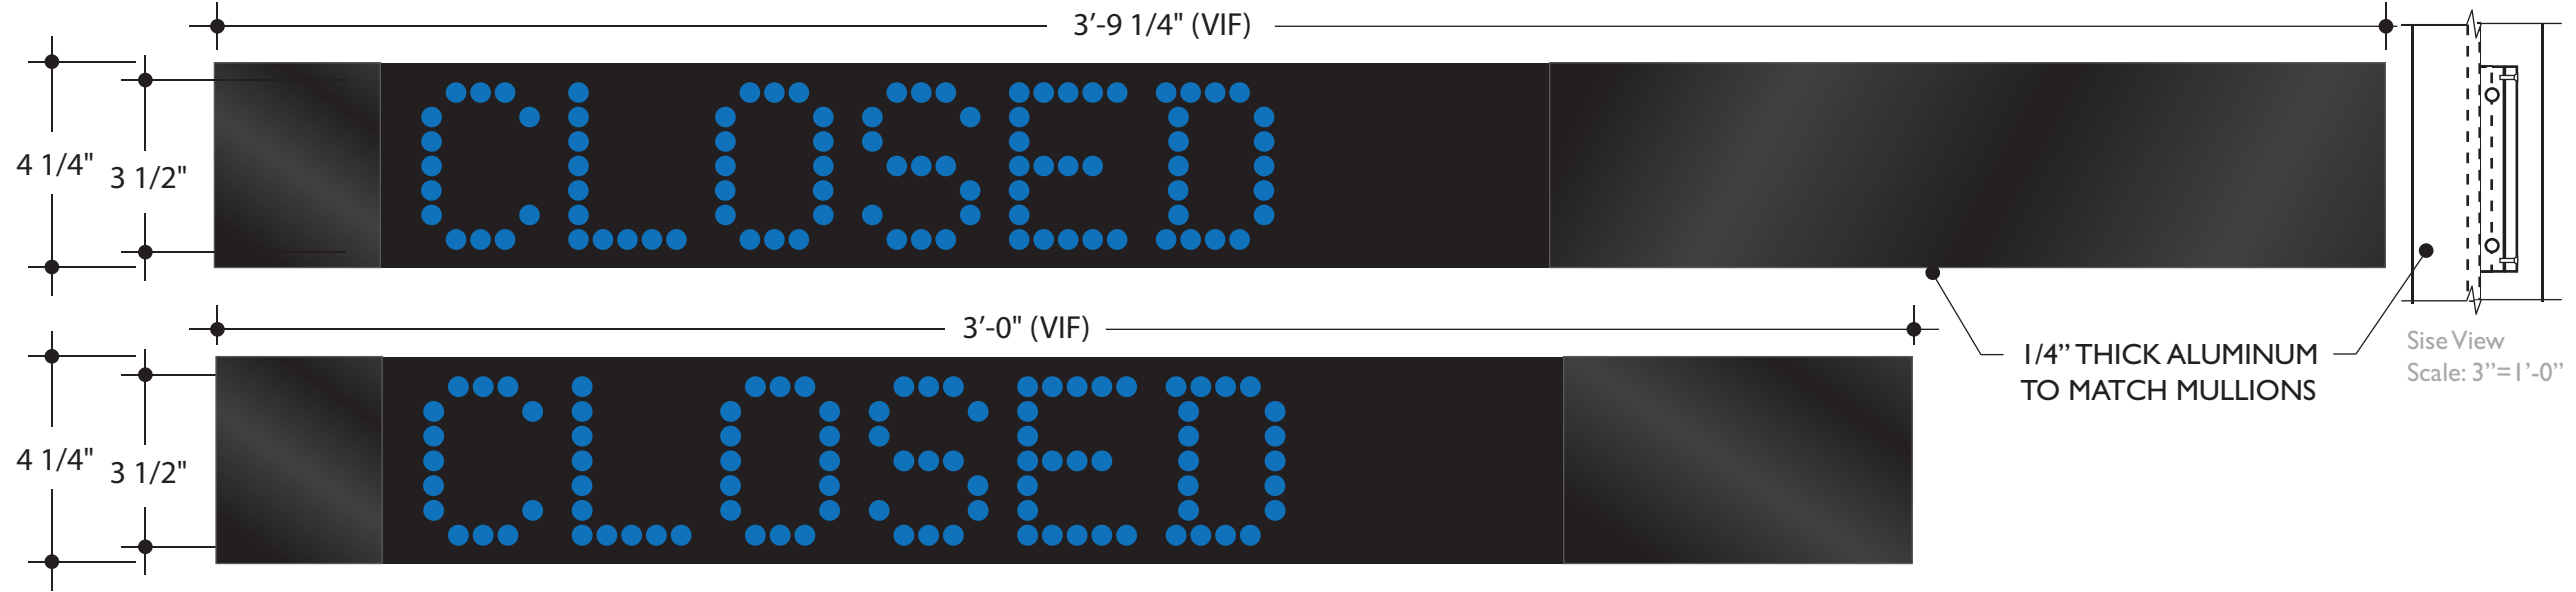 3'-9 1/4" (VIF)
4 1/4"
3 1/2"
CLOSED
3'-0" (VIF)
4 1/4"
3 1/2"
CLOSED
1/4” THICK ALUMINUM
TO MATCH MULLIONS
Sise View
Scale: 3”=1’-0”